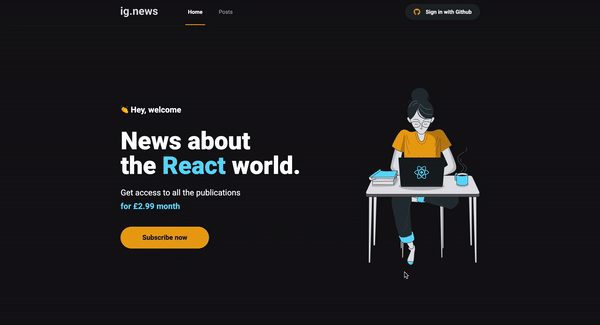 ig.news
Home
Posts
Sign in with Github
👏 Hey, welcome
News about
the React world.
Get access to all the publications
for £2.99 month
Subscribe now